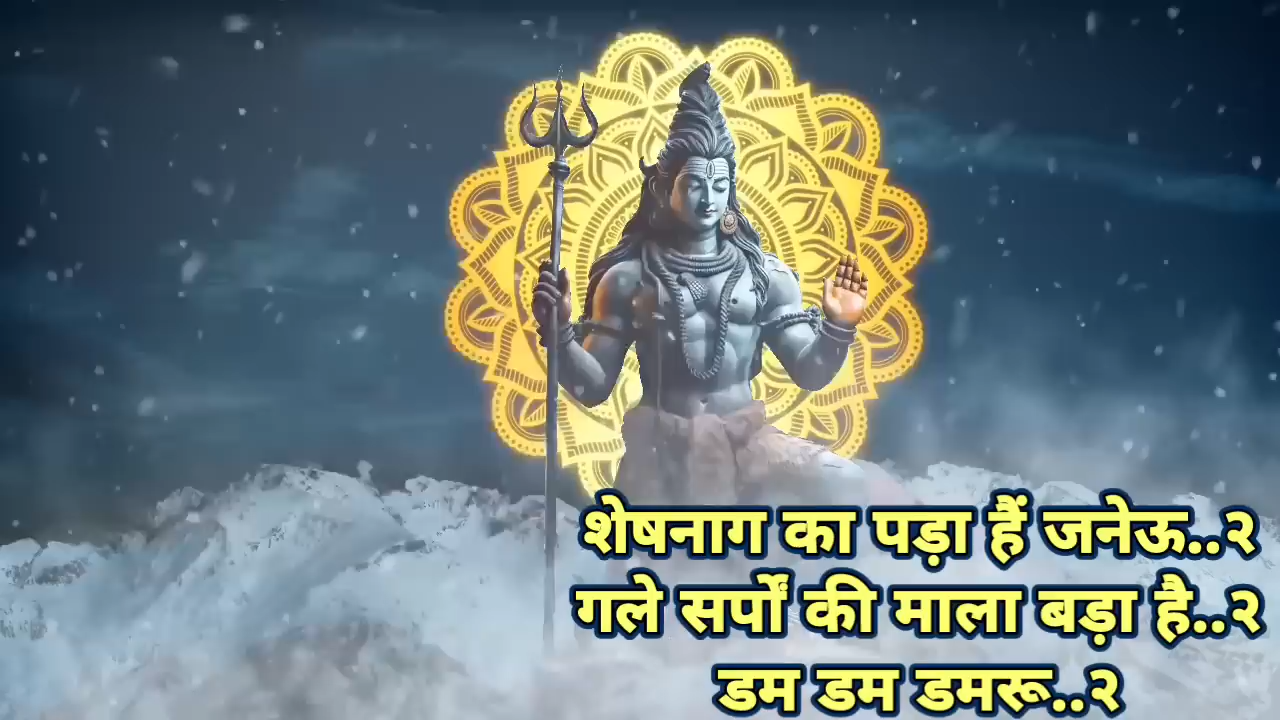 शेषनाग का पड़ा हैं जनेऊ..२
गले सर्पों की माला बड़ा है..२
डम डम डमरू..२